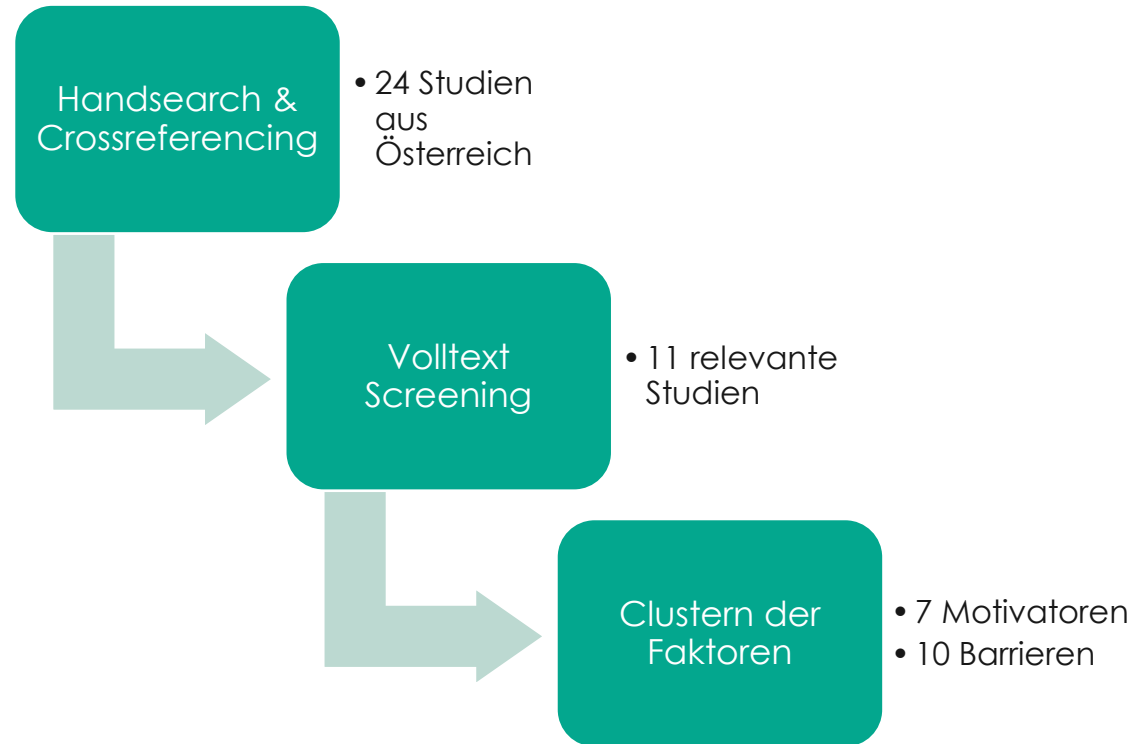 Handsearch &
Crossreferencing
• 24 Studien
aus
Österreich
Volltext
Screening
• 11 relevante
Studien
Clustern der
Faktoren
• 7 Motivatoren
• 10 Barrieren